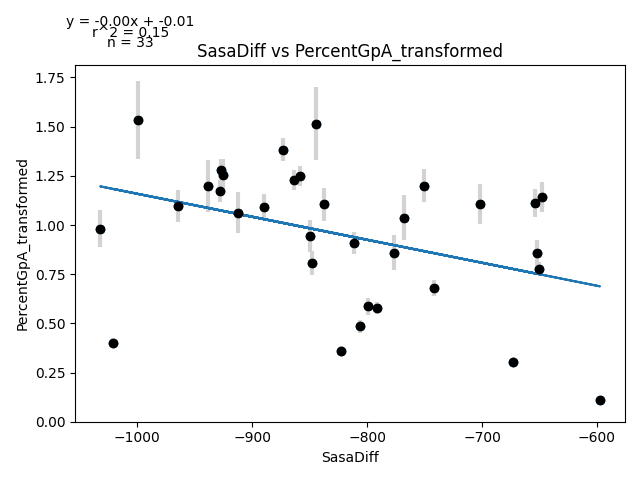 y = -0.00x + -0.01
r^2 = 0.15
n = 33
SasaDiff vs PercentGpA_transformed
PercentGpA_transformed
1.75
1.50
1.25
1.00
0.75
0.50
0.25
0.00
−1000
−900
−800
−700
−600
SasaDiff